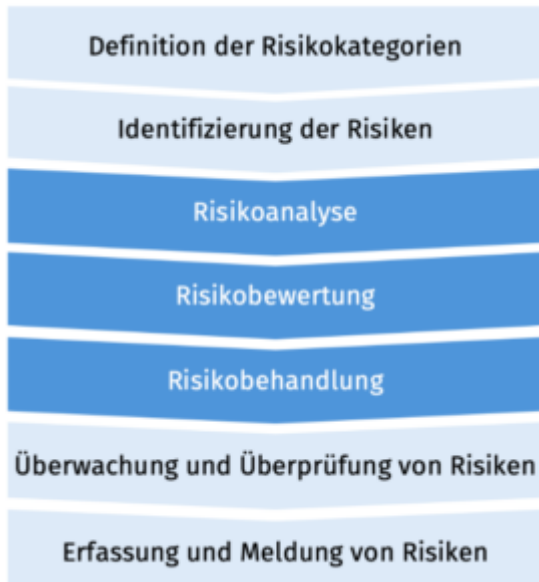 Definition der Risikokategorien
Identifizierung der Risiken
Risikoanalyse
Risikobewertung
Risikobehandlung
Überwachung und Überprüfung von Risiken
Erfassung und Meldung von Risiken